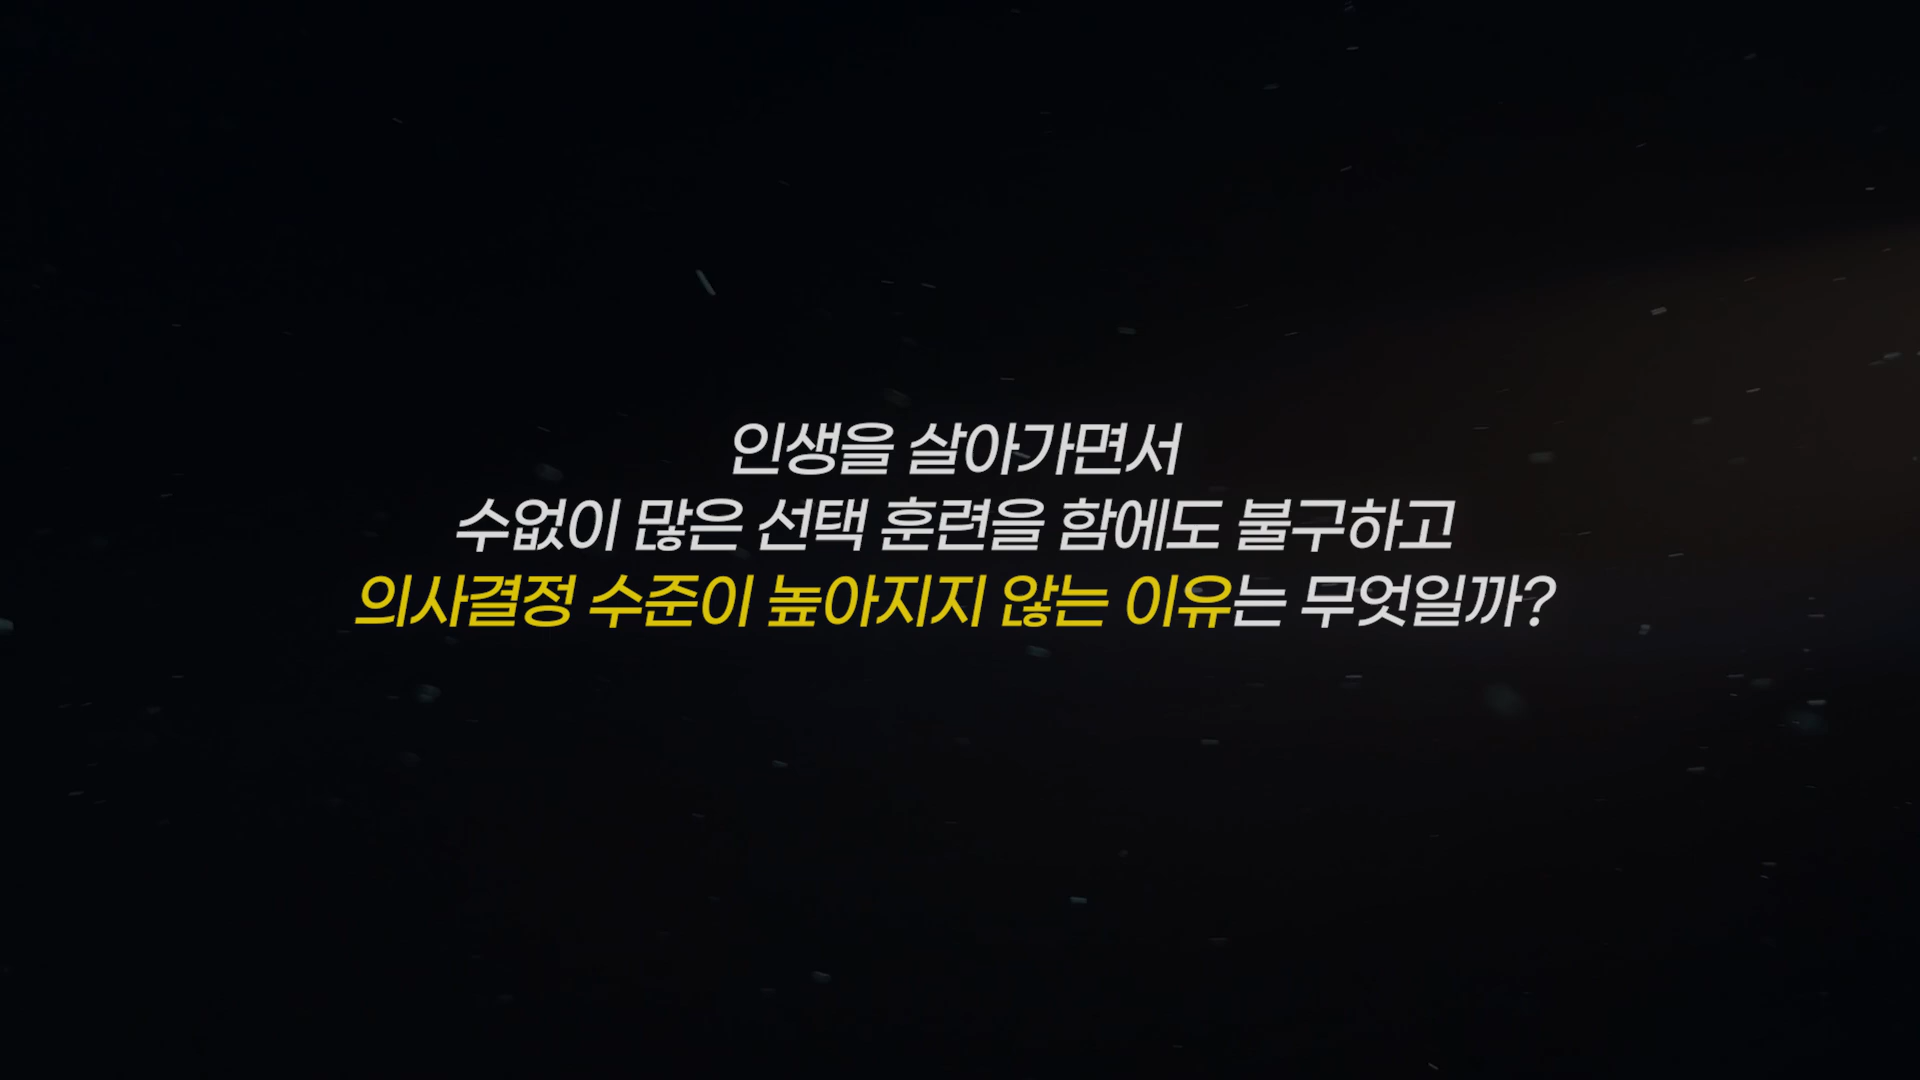 인생을 살아가면서
수없이 많은 선택 훈련을 함에도 불구하고
의사결정 수준이 높아지지 않는 이유는 무엇일까?